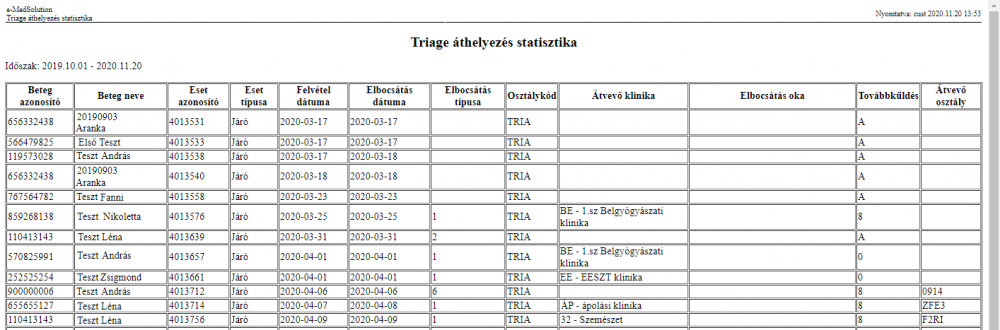 e-MedSolution
Triage áthelyezés statisztika
Nyomtatva: cust 2020.11.20 13:53
Triage áthelyezés statisztika
Időszak: 2019.10.01 - 2020.11.20
Beteg azonosító Beteg neve Eset azonosító Eset típusa Felvétel dátuma Elbocsátás dátuma Elbocsátás típusa Osztálykód Átvevő klinika Elbocsátás oka Továbbküldés Átvevő osztály
656332438 20190903 Aranka 4013531 Járó 2020-03-17 2020-03-17 TRIA A
566479825 Első Teszt 4013533 Járó 2020-03-17 2020-03-17 TRIA A
119573028 Teszt András 4013538 Járó 2020-03-17 2020-03-18 TRIA A
656332438 20190903 Aranka 4013540 Járó 2020-03-18 2020-03-18 TRIA A
767564782 Teszt Fanni 4013558 Járó 2020-03-23 2020-03-23 TRIA A
859268138 Teszt Nikoletta 4013576 Járó 2020-03-25 2020-03-25 1 TRIA BE - 1.sz Belgyógyászati klinika 8
110413143 Teszt Léna 4013639 Járó 2020-03-31 2020-03-31 2 TRIA A
570825991 Teszt András 4013657 Járó 2020-04-01 2020-04-01 1 TRIA BE - 1.sz Belgyógyászati klinika 0
252525254 Teszt Zsigmond 4013661 Járó 2020-04-01 2020-04-01 1 TRIA EE - EESZT klinika 0
900000006 Teszt András 4013712 Járó 2020-04-06 2020-04-06 6 TRIA 8 0914
655655127 Teszt Léna 4013714 Járó 2020-04-07 2020-04-08 1 TRIA ÁP - ápolási klinika 8 ZFE3
110413143 Teszt Léna 4013756 Járó 2020-04-09 2020-04-09 1 TRIA 32 - Szemészet 8 F2RI